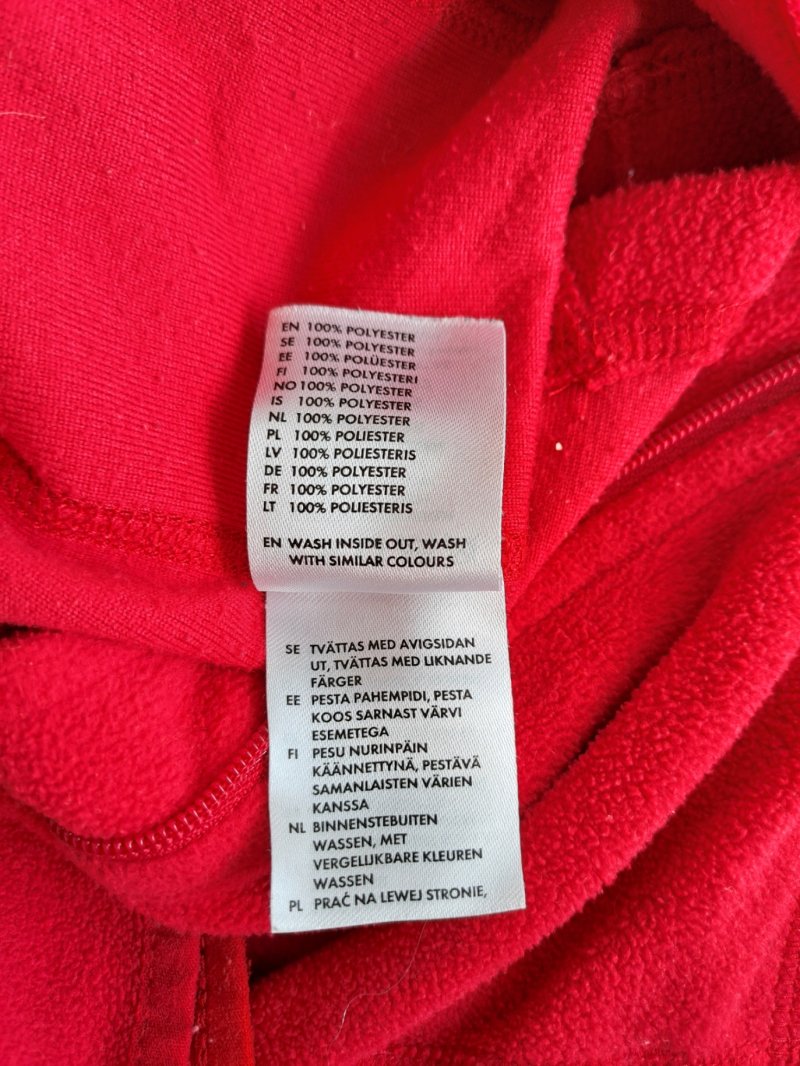 EN 100% POLYESTER
SE 100% POLYESTER
EE 100% POLÜESTER
FI 100% POLYESTERI
NO 100% POLYESTER
IS 100% POLYESTER
NL 100% POLYESTER
PL 100% POLIESTER
LV 100% POLIESTERIS
DE 100% POLYESTER
FR 100% POLYESTER
LT 100% POLIESTERIS
EN WASH INSIDE OUT, WASH
WITH SIMILAR COLOURS
SE TVÄTTAS MED AVIGSIDAN
UT, TVÄTTAS MED LIKNANDE
FÄRGER
EE PESTA PAHEMPIDI, PESTA
KOOS SARNAST VÄRVI
ESEMETEGA
FI PESU NURINPÄIN
KÄÄNNETTYNÄ, PESTÄVÄ
SAMANLAISTEN VÄRIEN
KANSSA
NL BINNENSTEBUITEN
WASSEN, MET
VERGELIJKBARE KLEUREN
WASSEN
PL PRAĆ NA LEWEJ STRONIE,